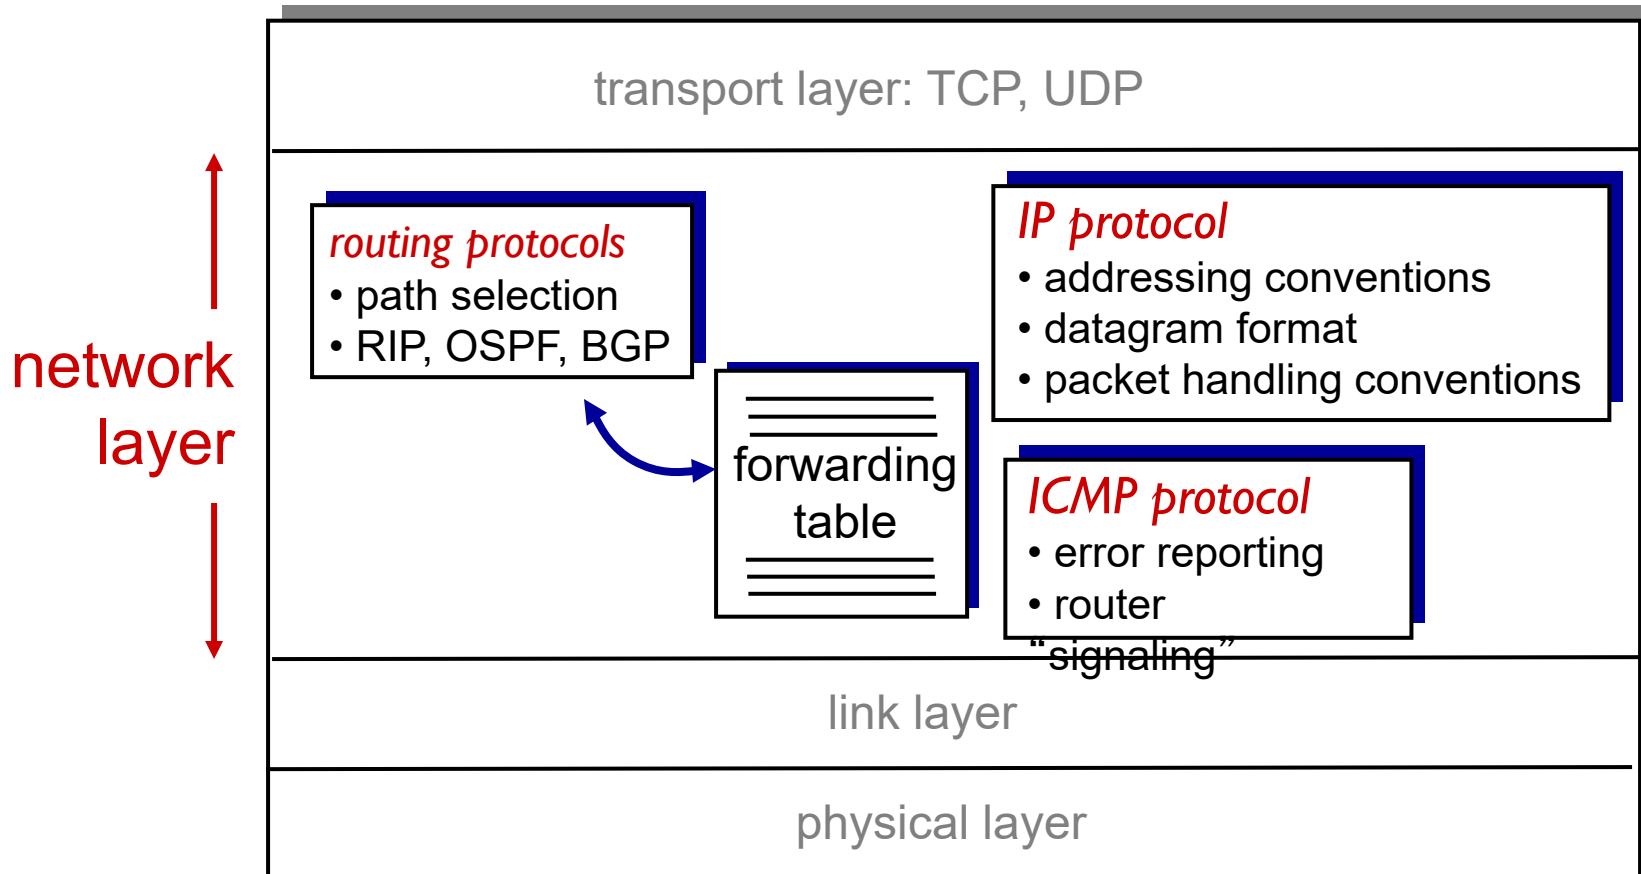 transport layer: TCP, UDP
network
layer
routing protocols
• path selection
• RIP, OSPF, BGP
forwarding
table
IP protocol
• addressing conventions
• datagram format
• packet handling conventions
ICMP protocol
• error reporting
• router
“signaling”
link layer
physical layer